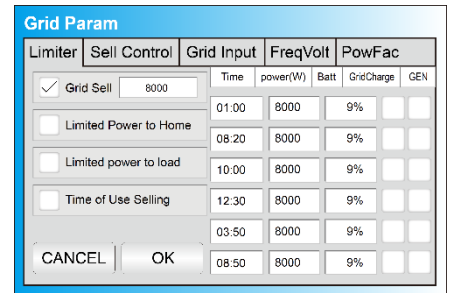 Grid Param
Limiter Sell Control Grid Input FreqVolt PowFac
Time power(W) Batt GridCharge GEN
Grid Sell 8000
01:00 8000 9%
Limited Power to Home
08:20 8000 9%
Limited power to load
10:00 8000 9%
Time of Use Selling
12:30 8000 9%
03:50 8000 9%
CANCEL OK
08:50 8000 9%